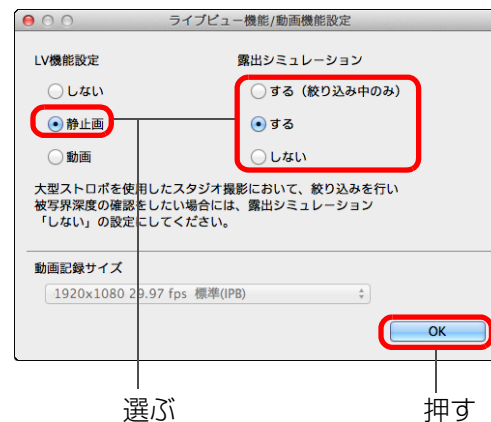 ライブビュー機能/動画機能設定
LV機能設定
露出シミュレーション
しない
する（絞り込み中のみ）
静止画
する
動画
しない
大型ストロボを使用したスタジオ撮影において、絞り込みを行い
被写界深度の確認をしたい場合には、露出シミュレーション
「しない」の設定にしてください。
動画記録サイズ
1920x1080 29.97 fps 標準(IPB)
OK
選ぶ
押す